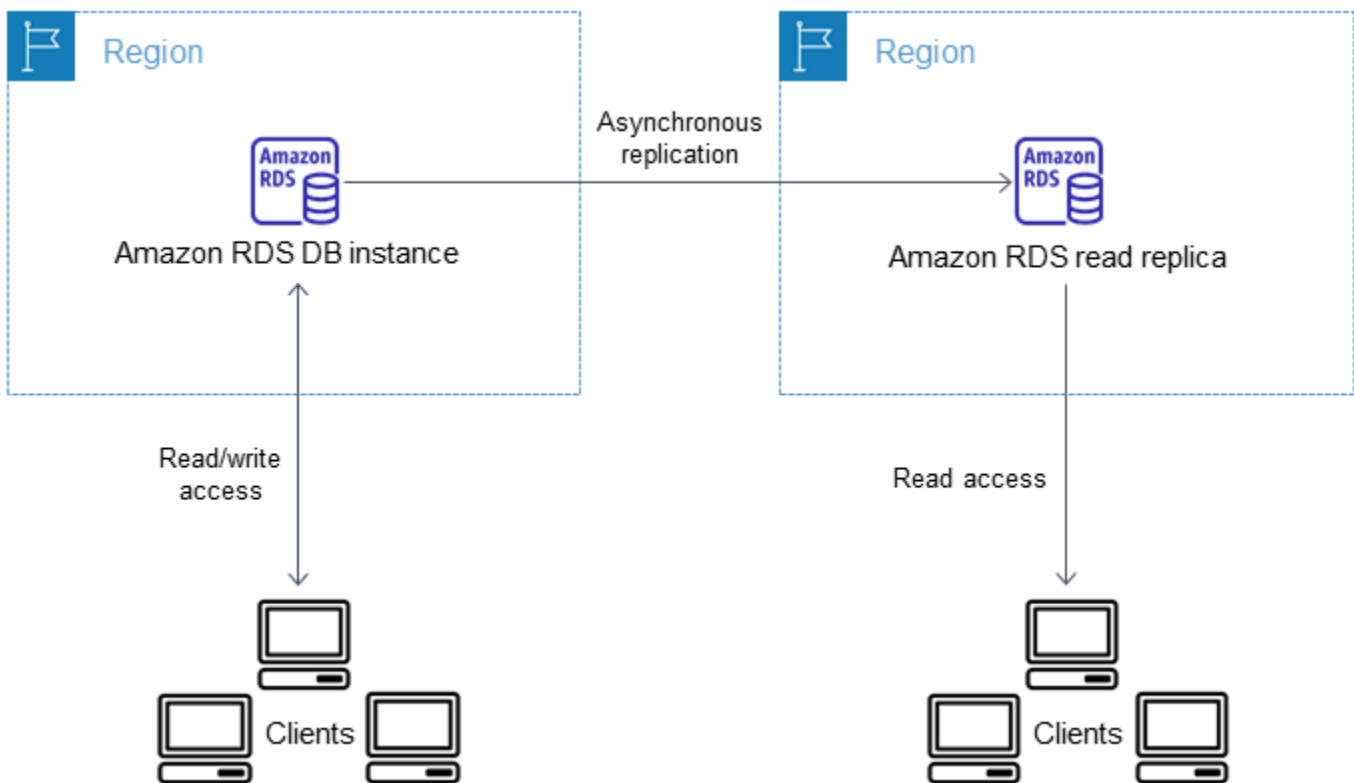 Region
Region
Asynchronous
replication
Amazon
RDS
Amazon
RDS
Amazon RDS DB instance
Amazon RDS read replica
Read/write
access
Read access
Clients
Clients